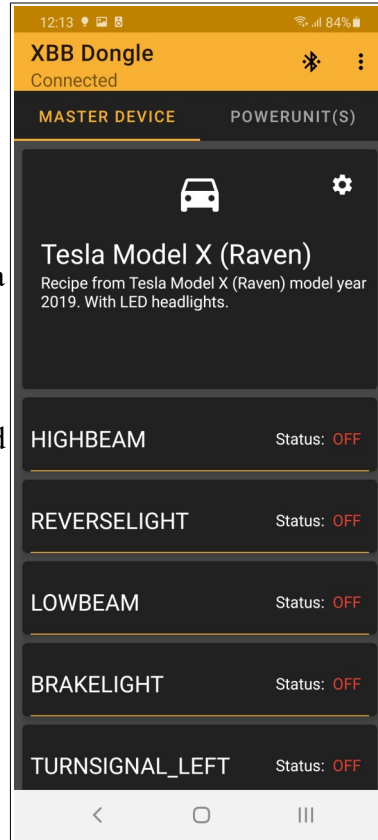 12:13 84%
XBB Dongle
Connected
MASTER DEVICE POWERUNIT(S)
Tesla Model X (Raven)
Recipe from Tesla Model X (Raven) model year
2019. With LED headlights.
a
d
HIGHBEAM Status: OFF
REVERSELIGHT Status: OFF
LOWBEAM Status: OFF
BRAKELIGHT Status: OFF
TURNSIGNAL_LEFT Status: OFF